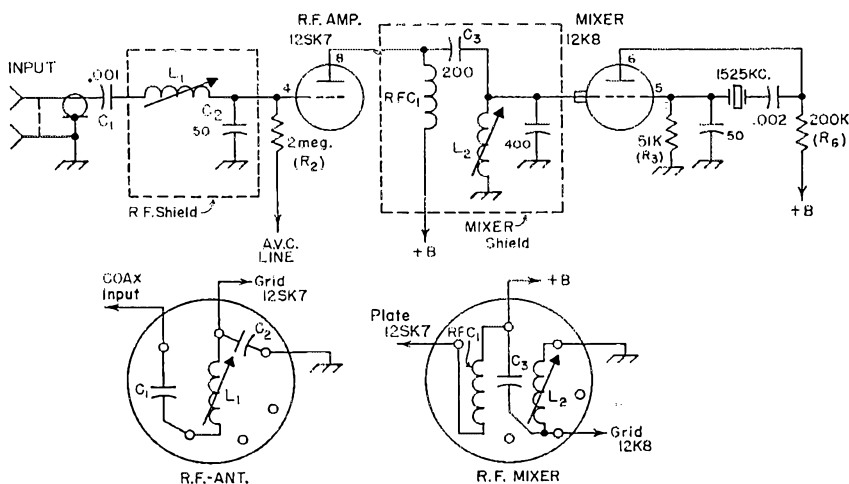 R.F. AMP.
12SK7
MIXER
12K8
INPUT
.001
C₁
L₁
C₂
50
4
8
2 meg.
(R₂)
R.F. Shield
A.V.C.
LINE
C₃
200
RFC₁
L₂
400
+B
MIXER
Shield
6
5
51K
(R₃)
50
1525KC.
.002
200K
(R₆)
+B
COAX
Input
Grid
12SK7
C₂
C₁
L₁
R.F.-ANT.
+B
Plate
12SK7
RFC₁
C₃
L₂
Grid
12K8
R.F. MIXER